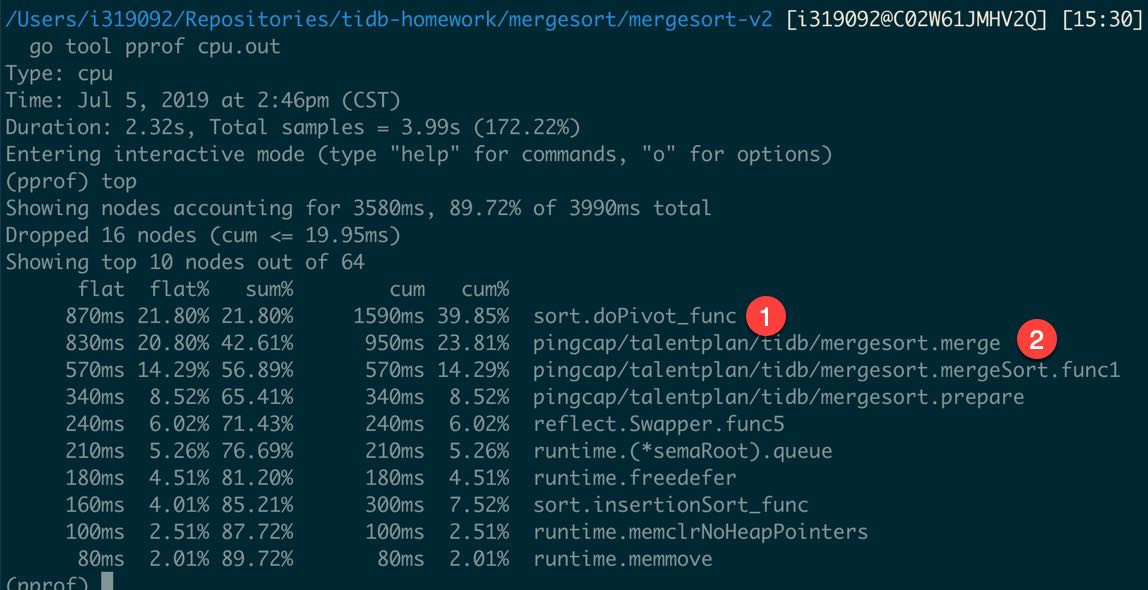 /Users/i319092/Repositories/tidb-homework/mergesort/mergesort-v2 [i319092@C02W61JMHV2Q] [15:30]
go tool pprof cpu.out
Type: cpu
Time: Jul 5, 2019 at 2:46pm (CST)
Duration: 2.32s, Total samples = 3.99s (172.22%)
Entering interactive mode (type "help" for commands, "o" for options)
(pprof) top
Showing nodes accounting for 3580ms, 89.72% of 3990ms total
Dropped 16 nodes (cum <= 19.95ms)
Showing top 10 nodes out of 64
flat flat% sum% cum cum%
870ms 21.80% 21.80% 1590ms 39.85% sort.doPivot_func 1
830ms 20.80% 42.61% 950ms 23.81% pingcap/talentplan/tidb/mergesort.merge 2
570ms 14.29% 56.89% 570ms 14.29% pingcap/talentplan/tidb/mergesort.mergeSort.func1
340ms 8.52% 65.41% 340ms 8.52% pingcap/talentplan/tidb/mergesort.prepare
240ms 6.02% 71.43% 240ms 6.02% reflect.Swapper.func5
210ms 5.26% 76.69% 210ms 5.26% runtime.(*semaRoot).queue
180ms 4.51% 81.20% 180ms 4.51% runtime.freedefer
160ms 4.01% 85.21% 300ms 7.52% sort.insertionSort_func
100ms 2.51% 87.72% 100ms 2.51% runtime.memclrNoHeapPointers
80ms 2.01% 89.72% 80ms 2.01% runtime.memmove
(pprof)